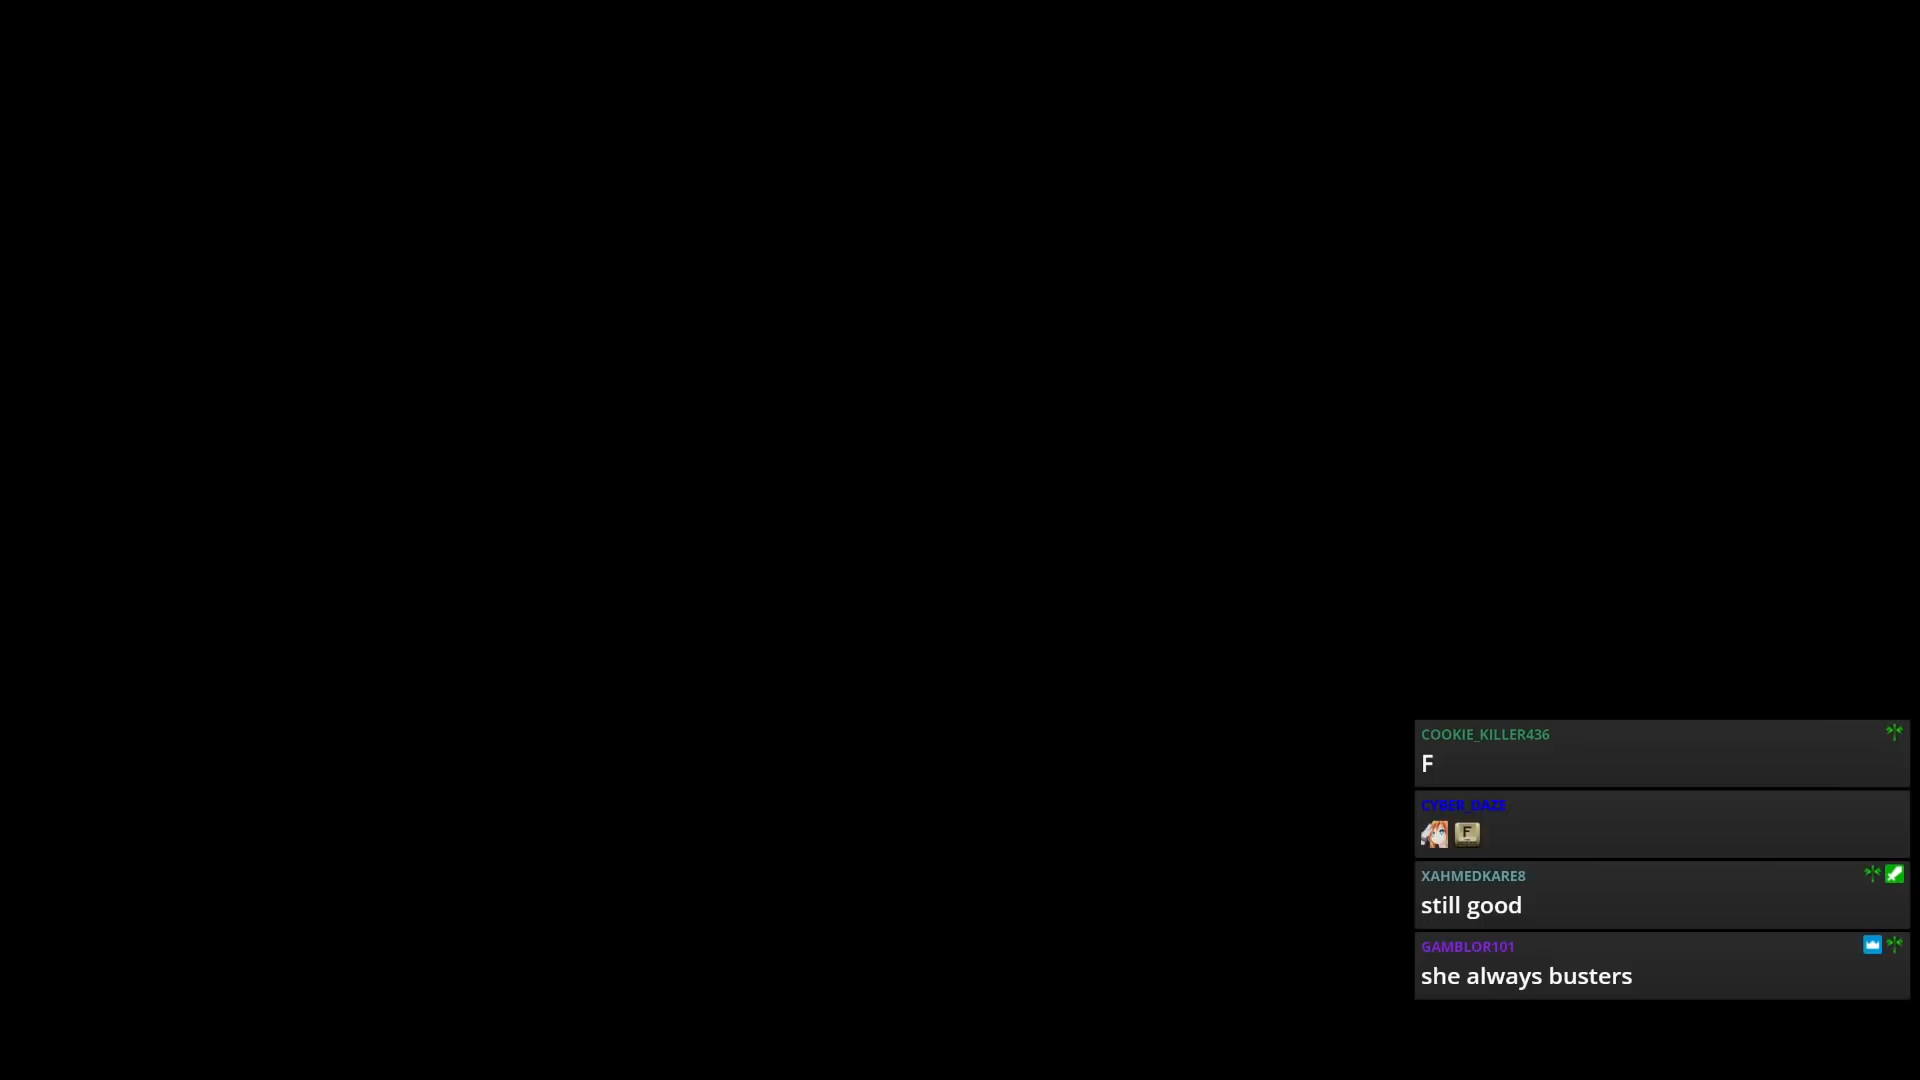 COOKIE_KILLER436
F
CYBER_DAZE
F
XAHMEDKARE8
still good
GAMBLOR101
she always busters